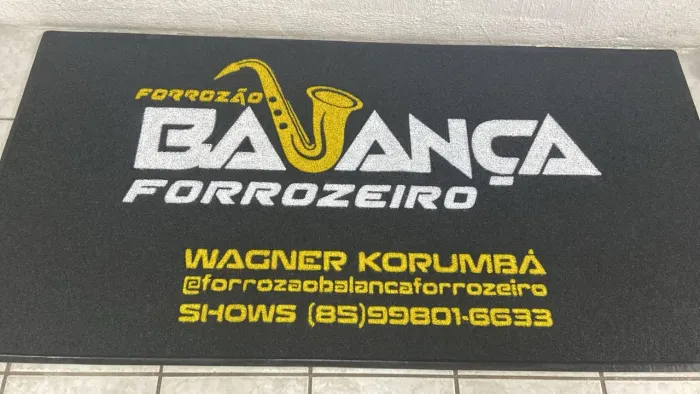 FORROZÃO
BALANÇA
FORROZEIRO
WAGNER KORUMBÁ
@forrozaobalancaforrozeiro
SHOWS (85)99801-6633